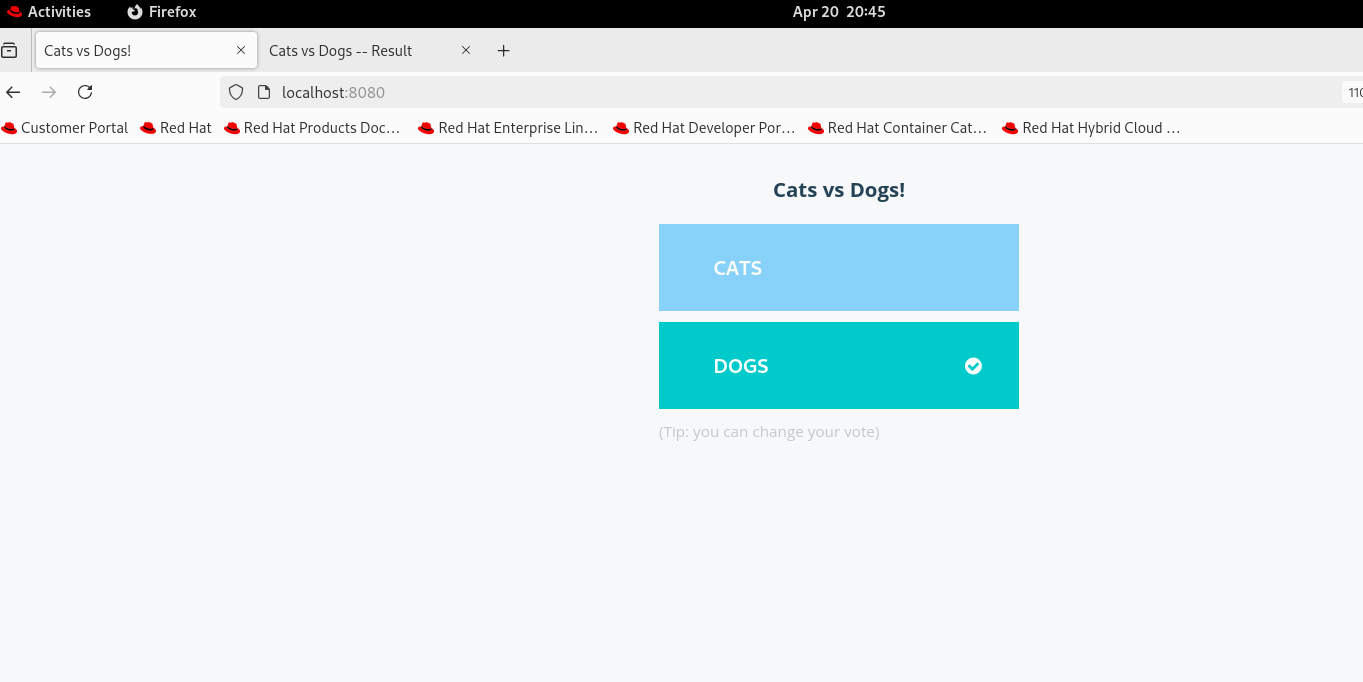 Activities Firefox Apr 20 20:45
Cats vs Dogs! Cats vs Dogs -- Result
localhost:8080 110
Customer Portal Red Hat Red Hat Products Doc… Red Hat Enterprise Lin… Red Hat Developer Por… Red Hat Container Cat… Red Hat Hybrid Cloud …
Cats vs Dogs!
CATS
DOGS
(Tip: you can change your vote)